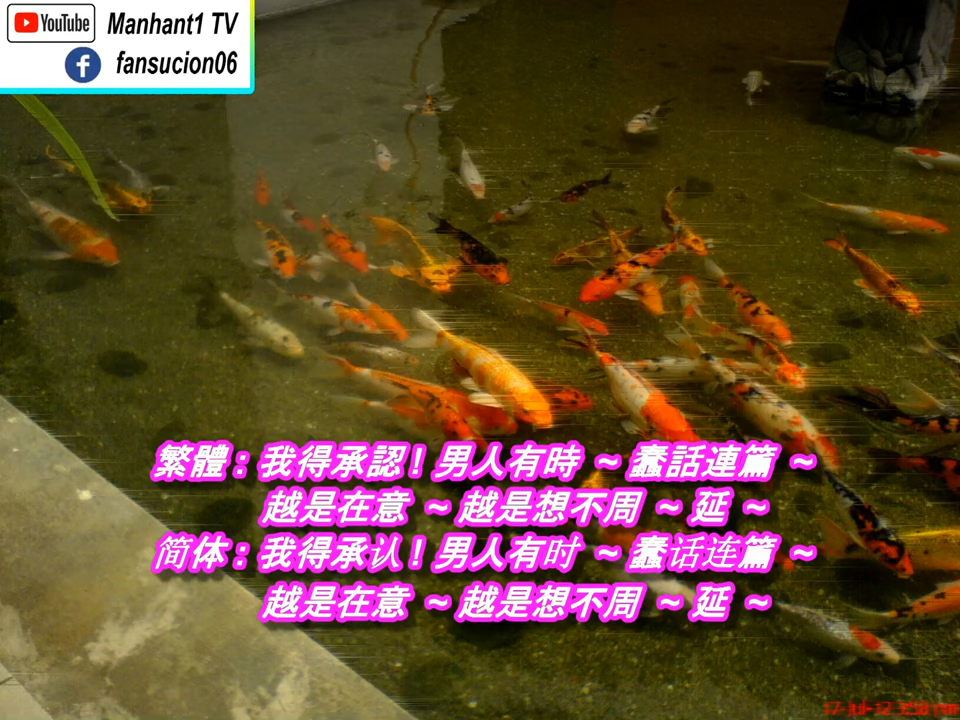 YouTube Manhant1 TV
f fansucion06
繁體 : 我得承認 ! 男人有時 ~ 蠢話連篇 ~
越是在意 ~ 越是想不周 ~ 延 ~
简体 : 我得承认 ! 男人有时 ~ 蠢话连篇 ~
越是在意 ~ 越是想不周 ~ 延 ~